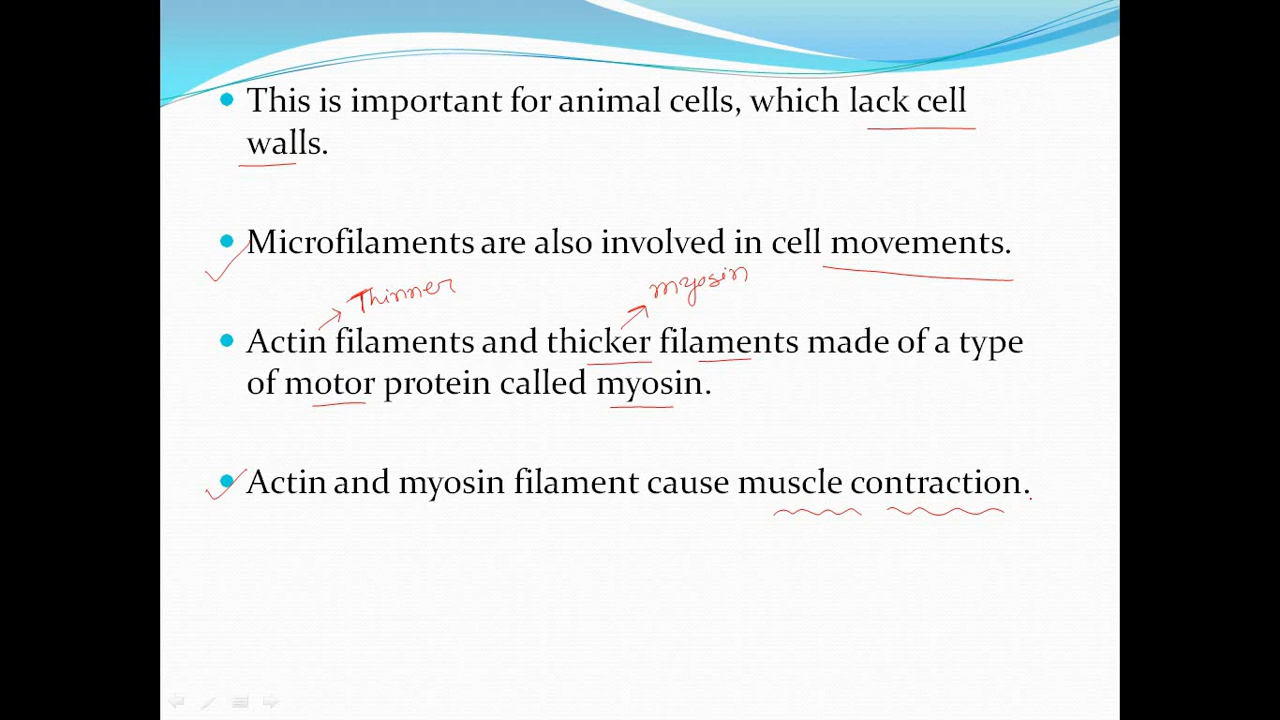 This is important for animal cells, which lack cell
walls.
Microfilaments are also involved in cell movements.
Thinner
myosin
Actin filaments and thicker filaments made of a type
of motor protein called myosin.
Actin and myosin filament cause muscle contraction.